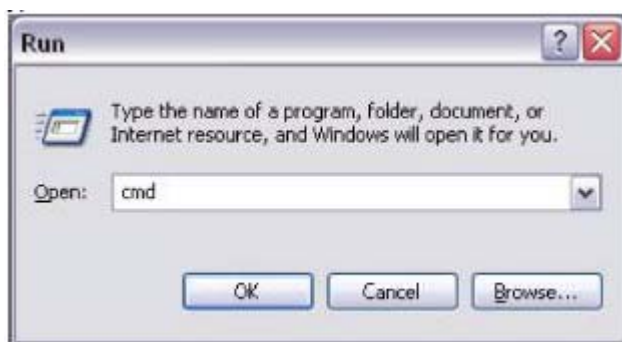 Run
Type the name of a program, folder, document, or
Internet resource, and Windows will open it for you.
Open: cmd
OK Cancel Browse...